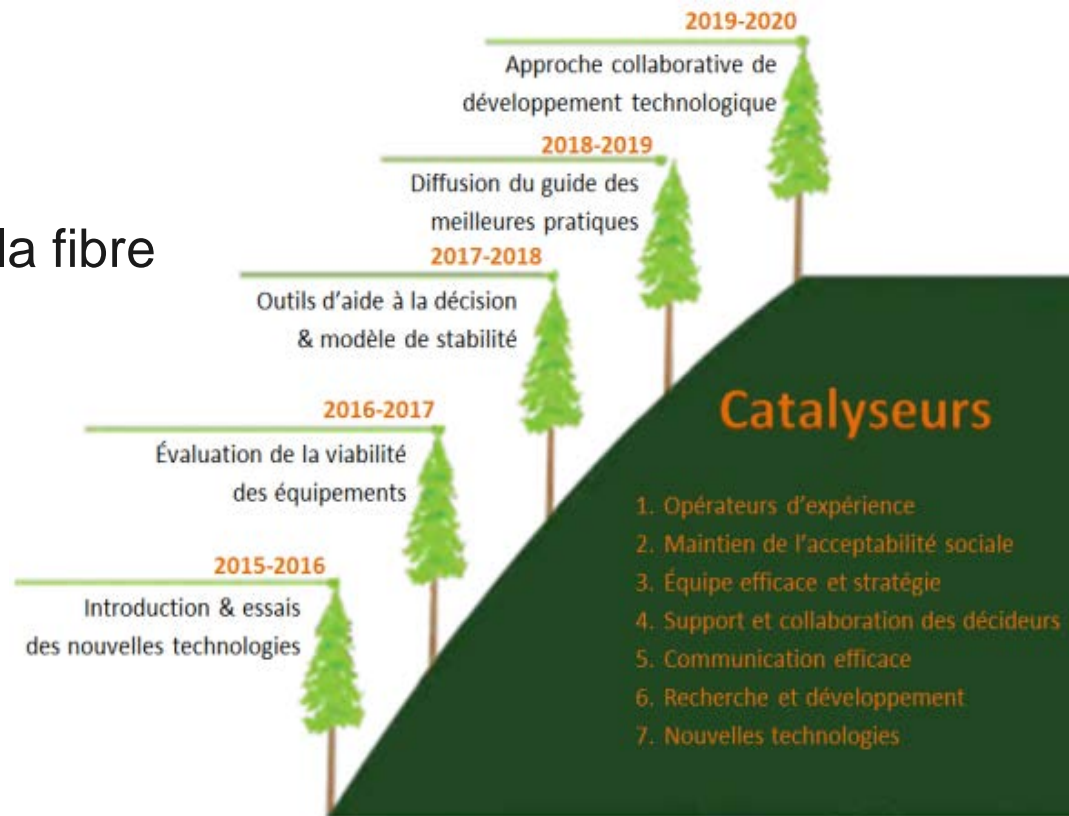 2019-2020
Approche collaborative de
développement technologique
2018-2019
Diffusion du guide des
meilleures pratiques
la fibre
2017-2018
Outils d'aide à la décision
& modèle de stabilité
2016-2017
Évaluation de la viabilité
des équipements
2015-2016
Introduction & essais
des nouvelles technologies
Catalyseurs
1. Opérateurs d'expérience
2. Maintien de l'acceptabilité sociale
3. Équipe efficace et stratégie
4. Support et collaboration des décideurs
5. Communication efficace
6. Recherche et développement
7. Nouvelles technologies